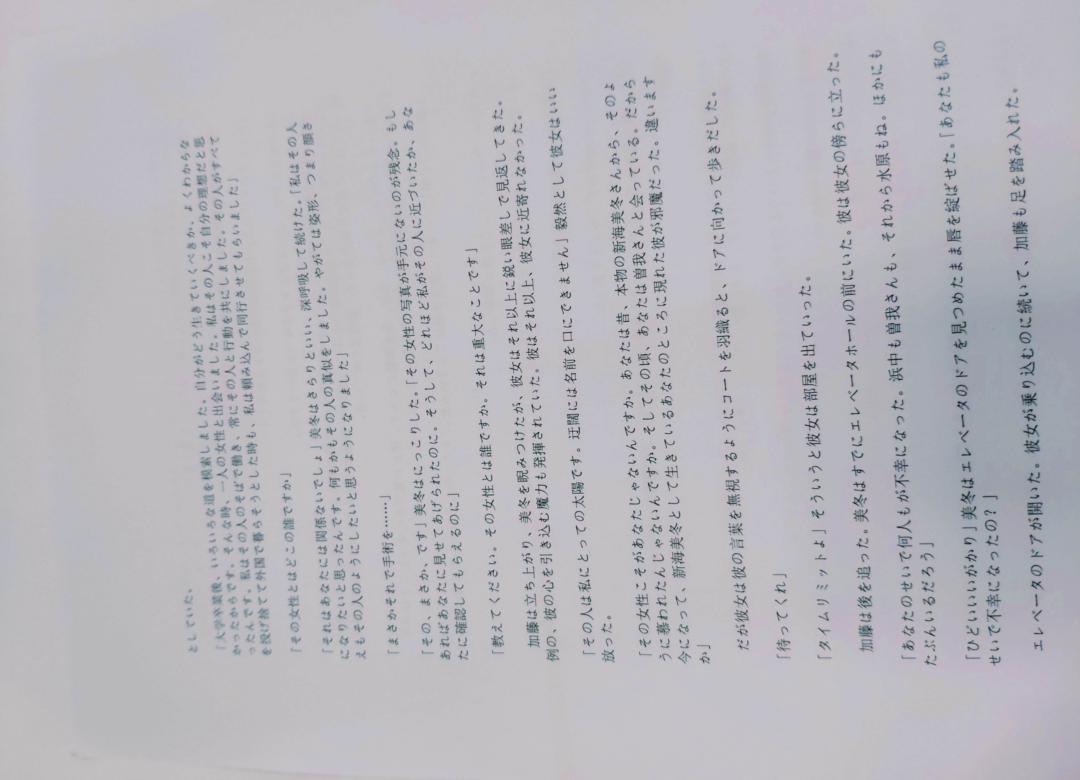 としていた。
「大学卒業後、いろいろな道を模索しました。自分がどう生きていくべきか、よくわからな
かったからです。そんな時、一人の女性と出会いました。私はその人こそ自分の理想だと思
ったんです。私はその人のそばで働き、常にその人と行動を共にしました。その人がすべて
を投げ捨てて外国で暮らそうとした時も、私は頼み込んで同行させてもらいました」
「その女性とはどこの誰ですか」
「それはあなたには関係ないでしょ」美冬はさらりといい、深呼吸して続けた。「私はその人
になりたいと思ったんです。何もかもその人の真似をしました。やがては姿形、つまり顔さ
えもその人のようにしたいと思うようになりました」
「まさかそれで手術を……」
「その、まさか、です」美冬はにっこりした。「その女性の写真が手元にないのが残念。もし
あればあなたに見せてあげられたのに。そうして、どれほど私がその人に近づいたか、あな
たに確認してもらえるのに」
「教えてください。その女性とは誰ですか。それは重大なことです」
加藤は立ち上がり、美冬を睨みつけたが、彼女はそれ以上に鋭い眼差しで見返してきた。
例の、彼の心を引き込む魔力も発揮されていた。彼はそれ以上、彼女に近寄れなかった。
「その人は私にとっての太陽です。迂闊には名前を口にできません」毅然として彼女はいい
放った。
「その女性こそがあなたじゃないんですか。あなたは昔、本物の新海美冬さんから、そのよ
うに慕われたんじゃないんですか。そしてその頃、あなたは曽我さんと会っている。だから
今になって、新海美冬として生きているあなたのところに現れた彼が邪魔だった。違います
か」
だが彼女は彼の言葉を無視するようにコートを羽織ると、ドアに向かって歩きだした。
「待ってくれ」
「タイムリミットよ」そういうと彼女は部屋を出ていった。
加藤は後を追った。美冬はすでにエレベータホールの前にいた。彼は彼女の傍らに立った。
「あなたのせいで何人もが不幸になった。浜中も曽我さんも、それから水原もね。ほかにも
たぶんいるだろう」
「ひどいいいがかり」美冬はエレベータのドアを見つめたまま唇を綻ばせた。「あなたも私の
せいで不幸になったの？」
エレベータのドアが開いた。彼女が乗り込むのに続いて、加藤も足を踏み入れた。